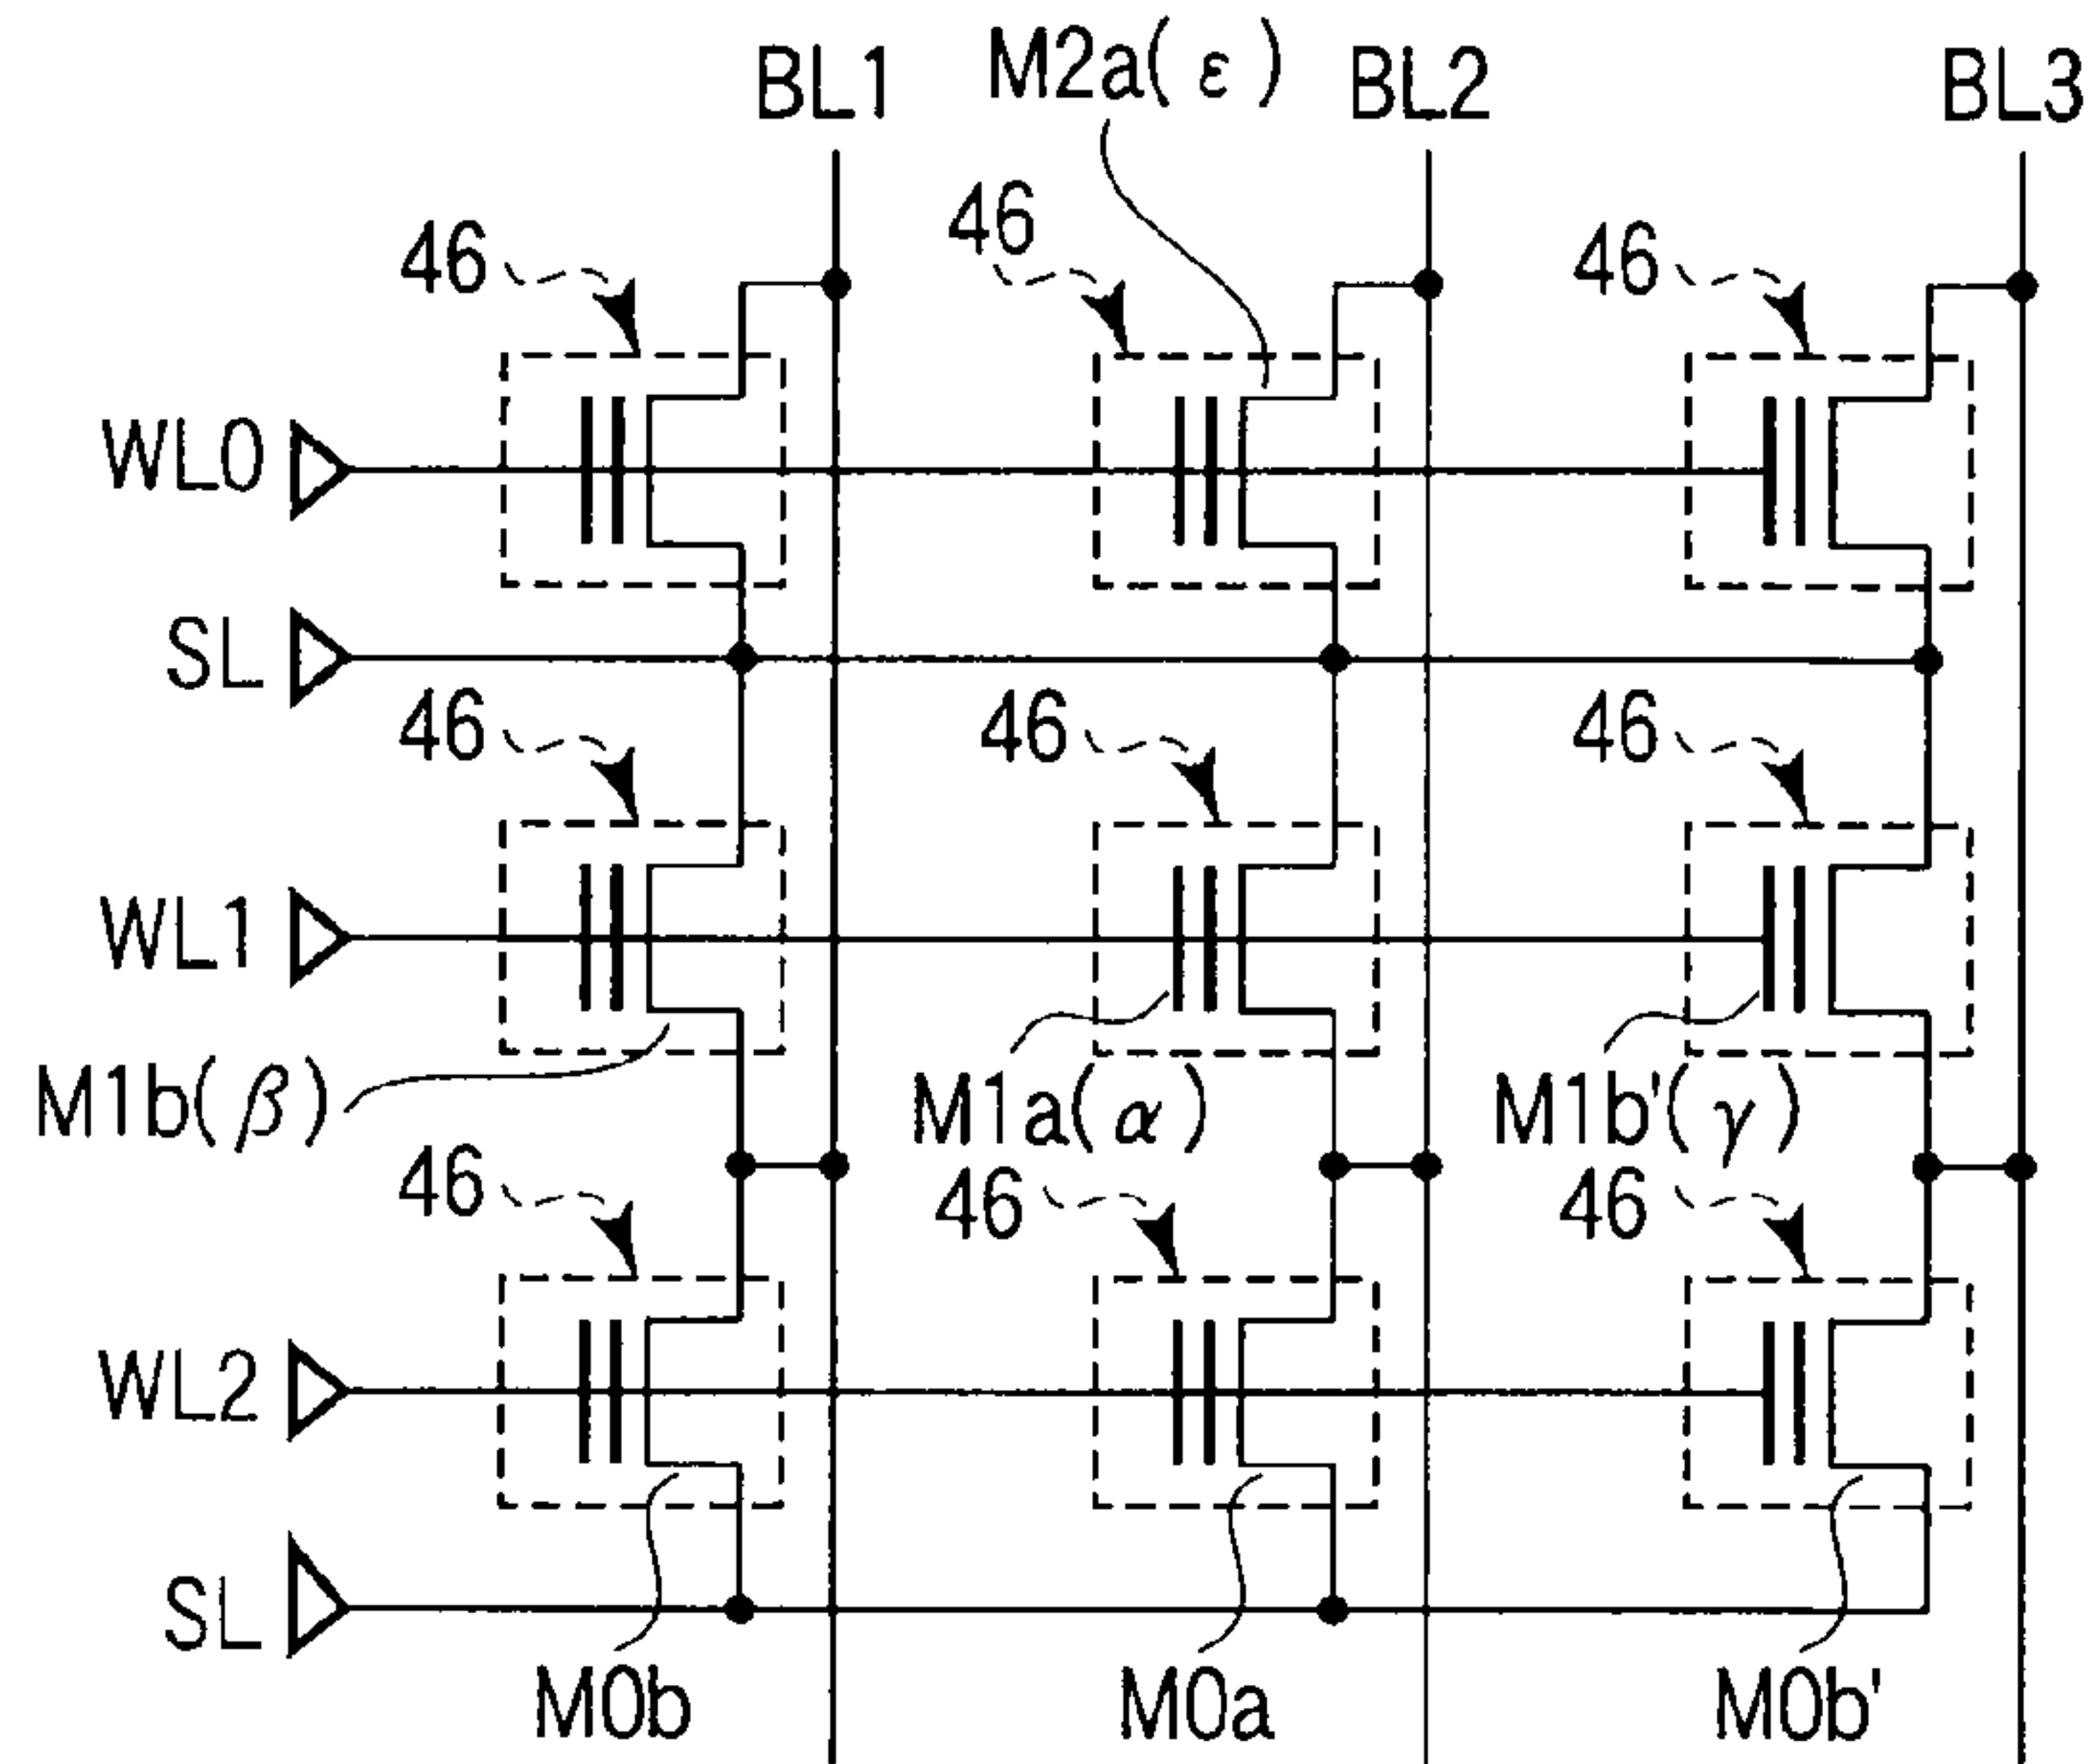 BL1 M2a(ε) BL2 BL3
46 46 46
WL0
SL
46 46 46
WL1
M1b(β) M1a(α) M1b'(γ)
46 46 46
WL2
SL
M0b M0a M0b'